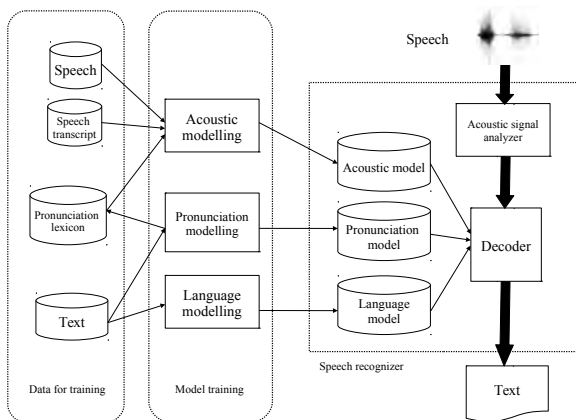 Speech
Speech
Speech
transcript
Acoustic
modelling
Acoustic signal
analyzer
Acoustic model
Pronunciation
lexicon
Pronunciation
modelling
Pronunciation
model
Decoder
Text
Language
modelling
Language
model
Data for training
Model training
Speech recognizer
Text